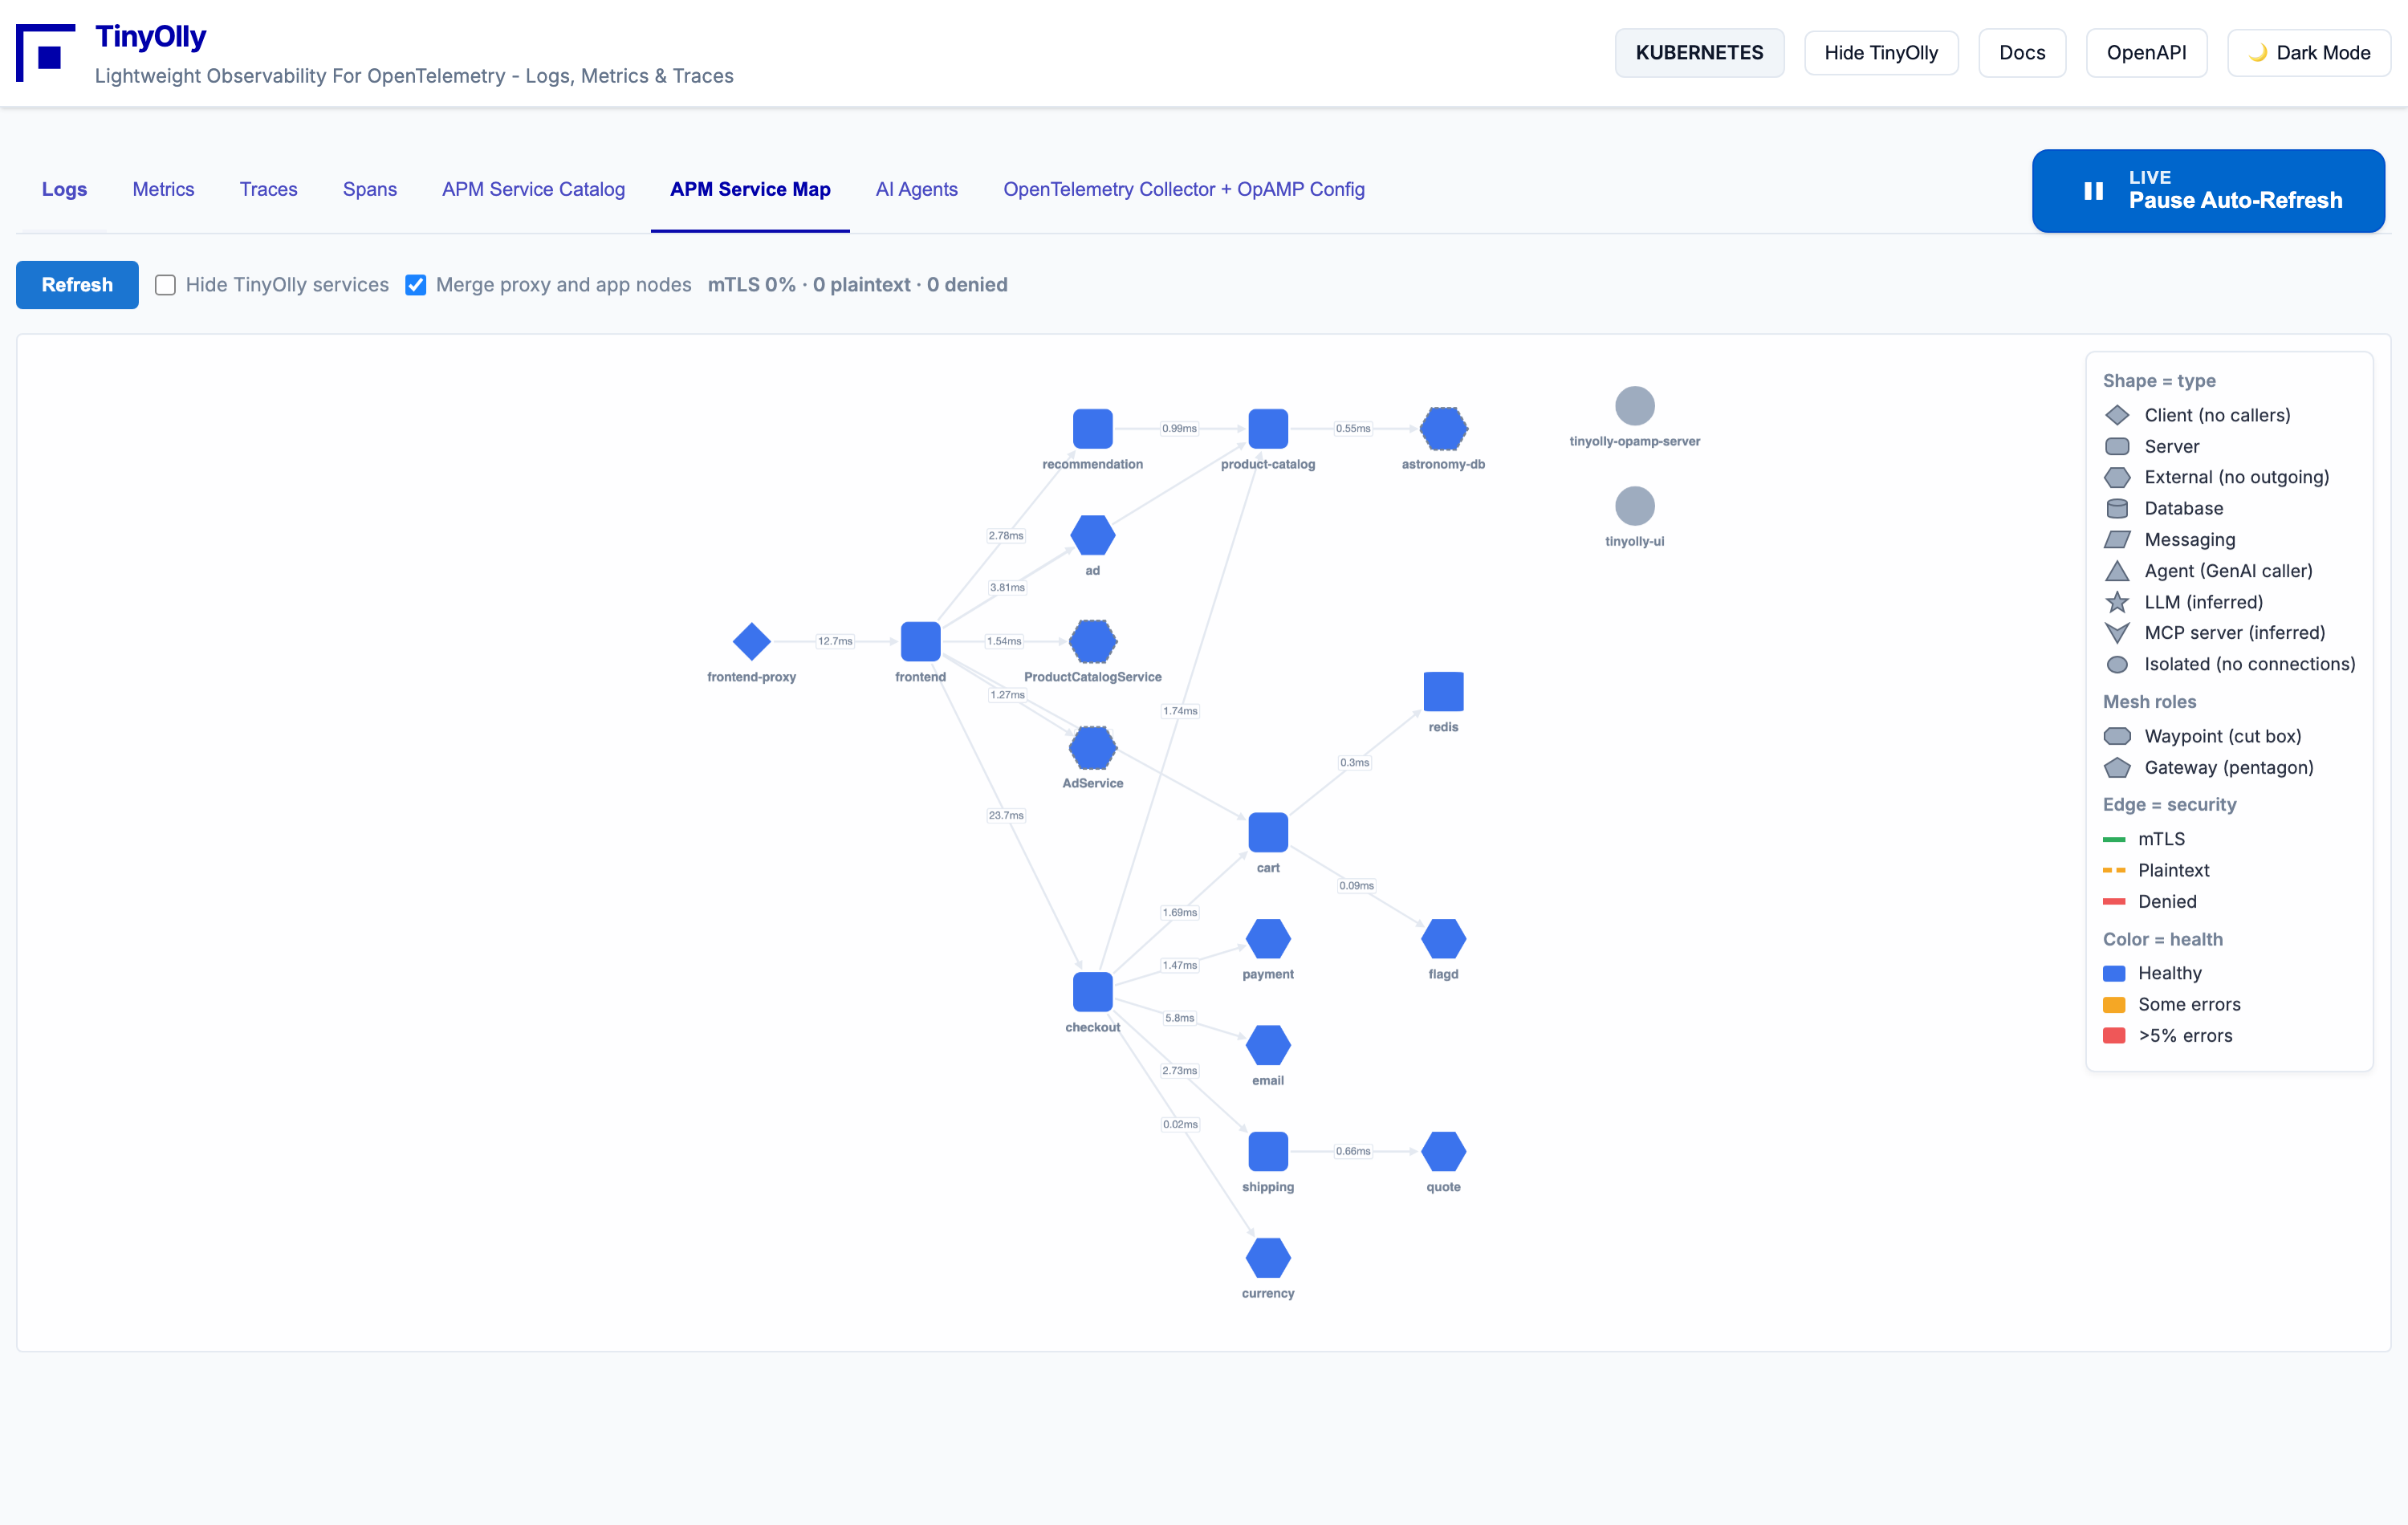 TinyOlly
Lightweight Observability For OpenTelemetry - Logs, Metrics & Traces
KUBERNETES
Hide TinyOlly
Docs
OpenAPI
🌙 Dark Mode
Logs
Metrics
Traces
Spans
APM Service Catalog
APM Service Map
AI Agents
OpenTelemetry Collector + OpAMP Config
LIVE
Pause Auto-Refresh
Refresh
Hide TinyOlly services
Merge proxy and app nodes
mTLS 0% · 0 plaintext · 0 denied
recommendation
0.99ms
product-catalog
0.55ms
astronomy-db
tinyolly-opamp-server
tinyolly-ui
2.78ms
ad
3.81ms
frontend-proxy
12.7ms
frontend
1.54ms
ProductCatalogService
1.27ms
AdService
1.74ms
redis
0.3ms
23.7ms
cart
0.09ms
1.69ms
payment
flagd
1.47ms
checkout
5.8ms
email
2.73ms
0.02ms
shipping
0.66ms
quote
currency
Shape = type
Client (no callers)
Server
External (no outgoing)
Database
Messaging
Agent (GenAI caller)
LLM (inferred)
MCP server (inferred)
Isolated (no connections)
Mesh roles
Waypoint (cut box)
Gateway (pentagon)
Edge = security
mTLS
Plaintext
Denied
Color = health
Healthy
Some errors
>5% errors